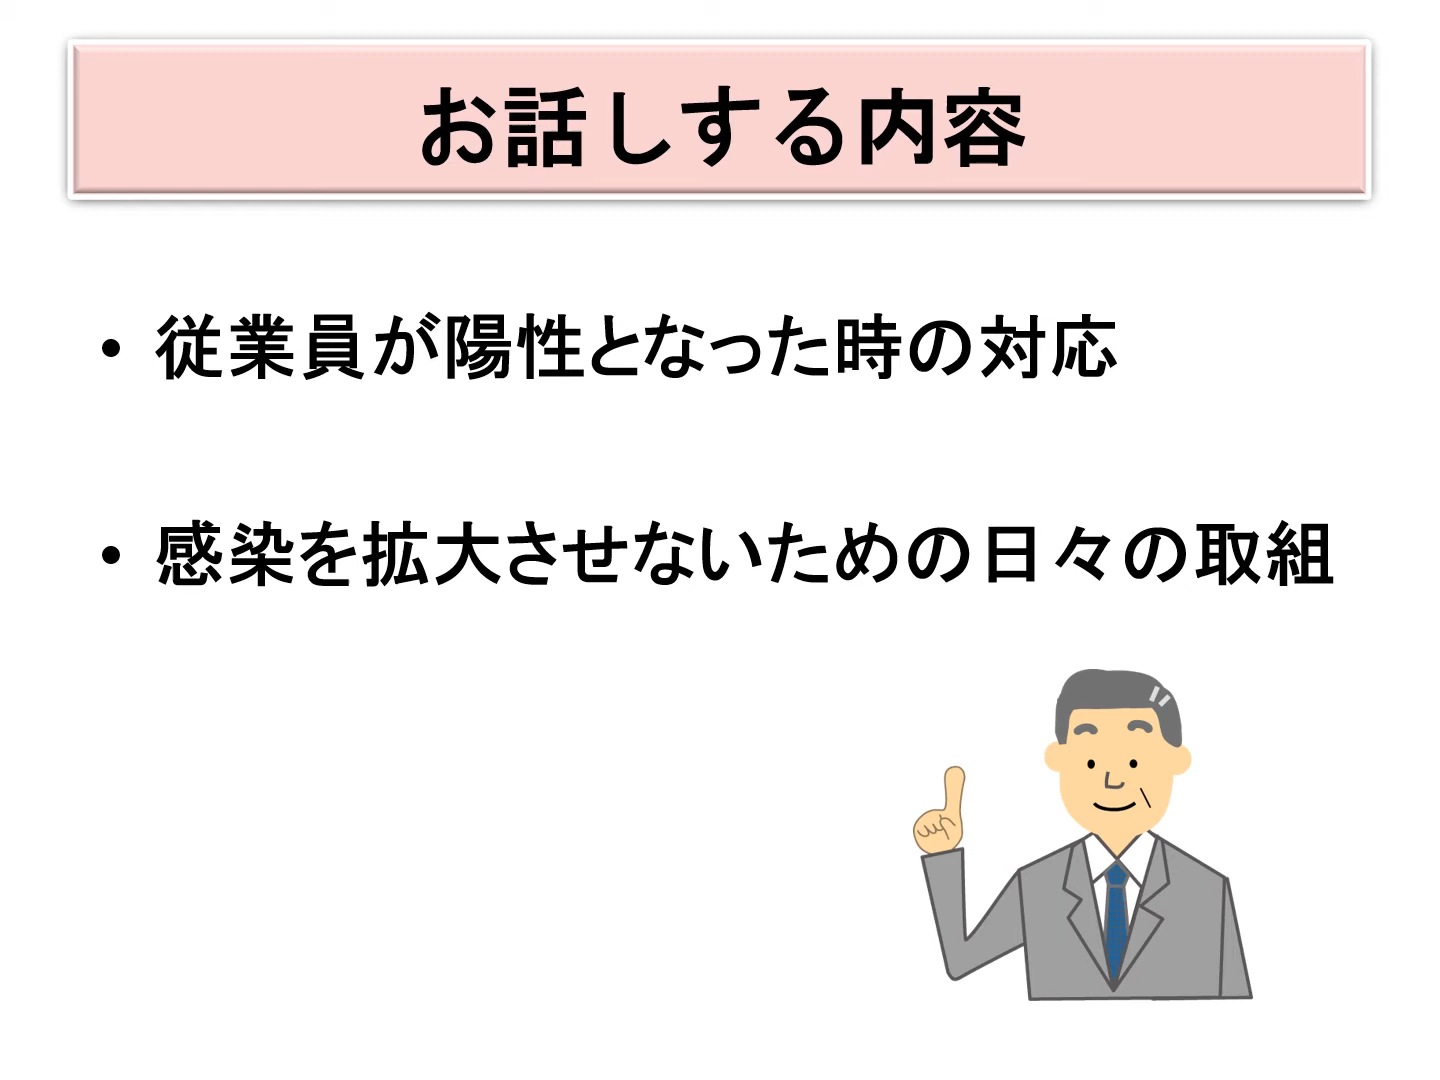 お話しする内容
• 従業員が陽性となった時の対応
• 感染を拡大させないための日々の取組